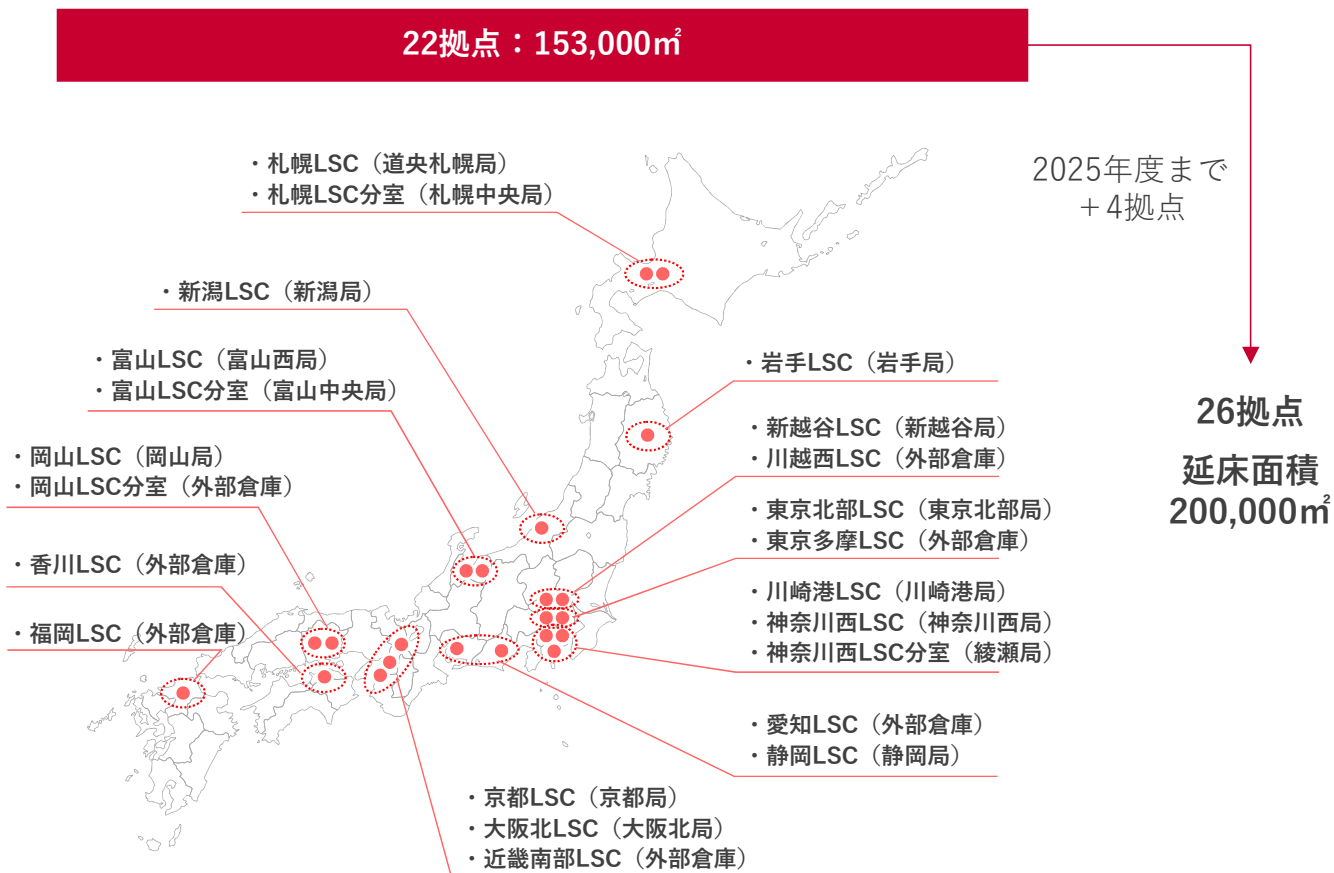 22拠点：153,000㎡
2025年度まで
＋4拠点
26拠点
延床面積
200,000㎡
・札幌LSC（道央札幌局）
・札幌LSC分室（札幌中央局）
・新潟LSC（新潟局）
・富山LSC（富山西局）
・富山LSC分室（富山中央局）
・岡山LSC（岡山局）
・岡山LSC分室（外部倉庫）
・香川LSC（外部倉庫）
・福岡LSC（外部倉庫）
・岩手LSC（岩手局）
・新越谷LSC（新越谷局）
・川越西LSC（外部倉庫）
・東京北部LSC（東京北部局）
・東京多摩LSC（外部倉庫）
・川崎港LSC（川崎港局）
・神奈川西LSC（神奈川西局）
・神奈川西LSC分室（綾瀬局）
・愛知LSC（外部倉庫）
・静岡LSC（静岡局）
・京都LSC（京都局）
・大阪北LSC（大阪北局）
・近畿南部LSC（外部倉庫）